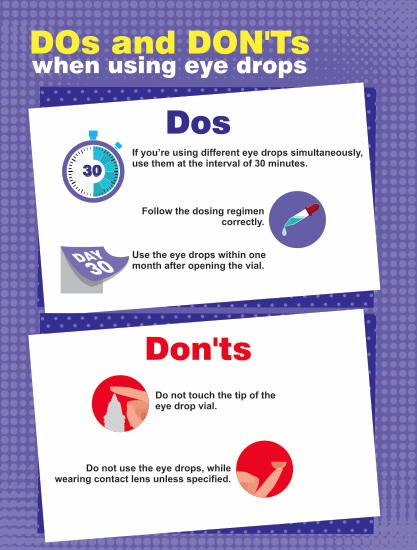 DOs and DON'Ts
when using eye drops
Dos
30
If you're using different eye drops simultaneously,
use them at the interval of 30 minutes.
Follow the dosing regimen
correctly.
DAY
30
Use the eye drops within one
month after opening the vial.
Don'ts
Do not touch the tip of the
eye drop vial.
Do not use the eye drops, while
wearing contact lens unless specified.